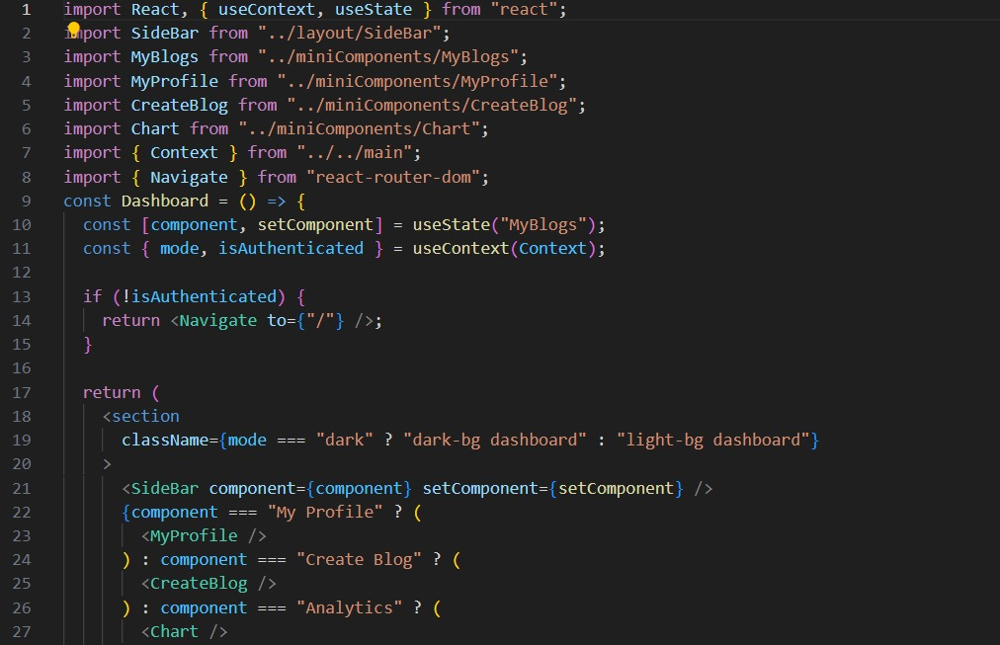 1 import React, { useContext, useState } from "react";
2 import SideBar from "../layout/SideBar";
3 import MyBlogs from "../miniComponents/MyBlogs";
4 import MyProfile from "../miniComponents/MyProfile";
5 import CreateBlog from "../miniComponents/CreateBlog";
6 import Chart from "../miniComponents/Chart";
7 import { Context } from "../../main";
8 import { Navigate } from "react-router-dom";
9 const Dashboard = () => {
10   const [component, setComponent] = useState("MyBlogs");
11   const { mode, isAuthenticated } = useContext(Context);
12
13   if (!isAuthenticated) {
14     return <Navigate to={"/"} />;
15   }
16
17   return (
18     <section
19       className={mode === "dark" ? "dark-bg dashboard" : "light-bg dashboard"}
20     >
21       <SideBar component={component} setComponent={setComponent} />
22       {component === "My Profile" ? (
23         <MyProfile />
24       ) : component === "Create Blog" ? (
25         <CreateBlog />
26       ) : component === "Analytics" ? (
27         <Chart />